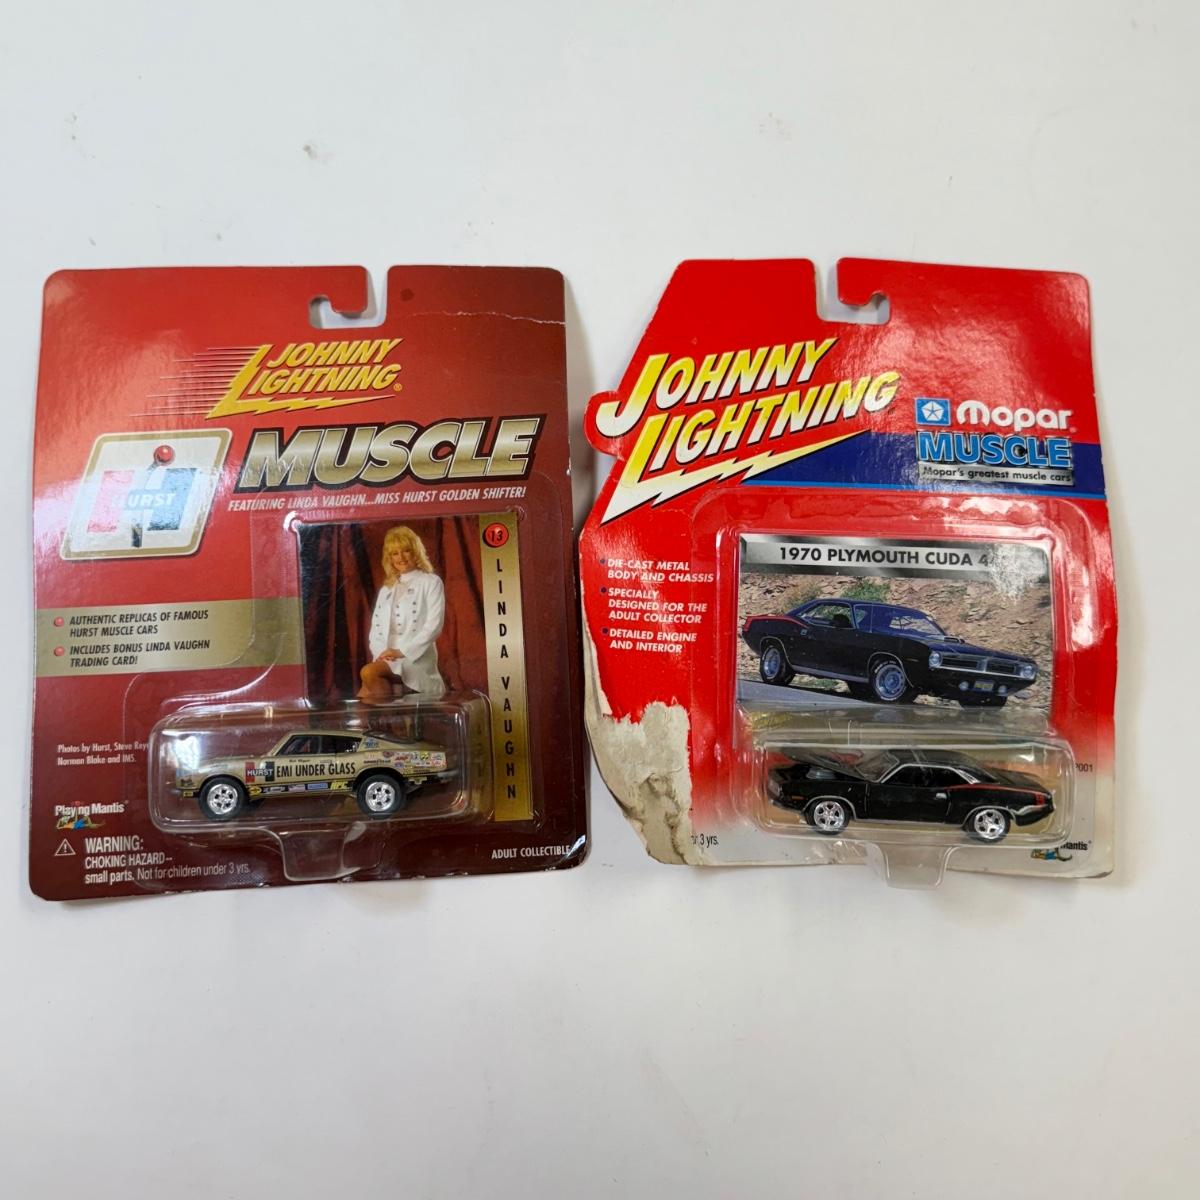 JOHNNY
LIGHTNING®
HURST
MUSCLE
FEATURING LINDA VAUGHN...MISS HURST GOLDEN SHIFTER!
13
LINDA VAUGHN
AUTHENTIC REPLICAS OF FAMOUS
HURST MUSCLE CARS
INCLUDES BONUS LINDA VAUGHN
TRADING CARD!
Photos by Hurst, Steve
Norman Blake and IMS.
HURST
EMI UNDER GLASS
Playing Mantis
WARNING:
CHOKING HAZARD--
small parts. Not for children under 3 yrs.
ADULT COLLECTIBLE
JOHNNY
LIGHTNING®
Mopar®
MUSCLE
Mopar's greatest muscle cars
DIE-CAST METAL
BODY AND CHASSIS
SPECIALLY
DESIGNED FOR THE
ADULT COLLECTOR
DETAILED ENGINE
AND INTERIOR
1970 PLYMOUTH CUDA
3 yrs.